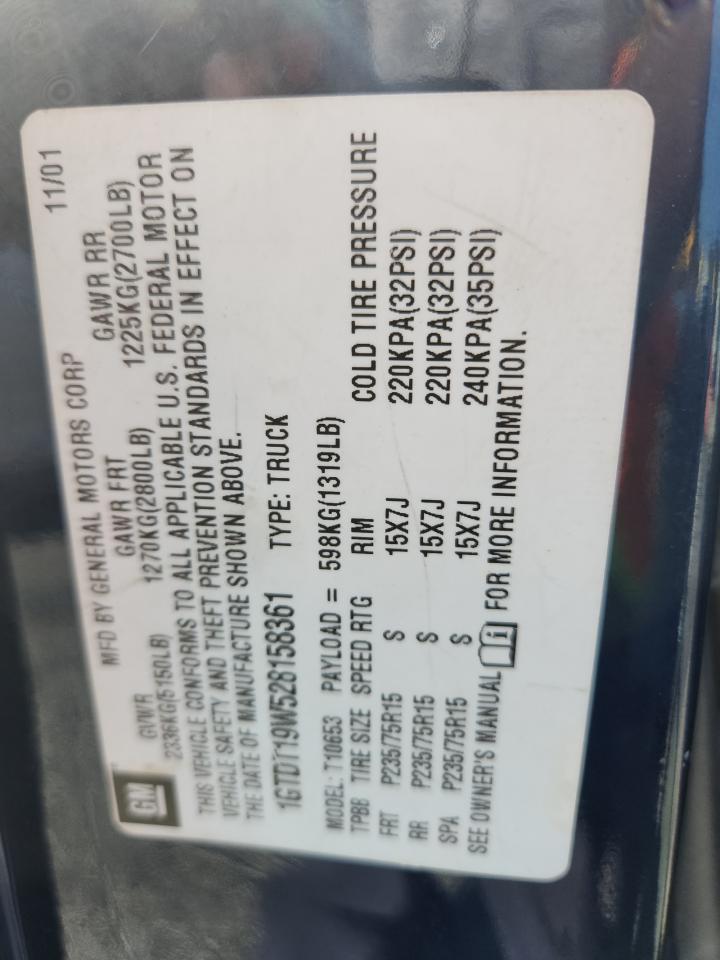 GM MFD BY GENERAL MOTORS CORP 11/01
GVWR GAWR FRT GAWR RR
2336KG(5150LB) 1270KG(2800LB) 1225KG(2700LB)
THIS VEHICLE CONFORMS TO ALL APPLICABLE U.S. FEDERAL MOTOR
VEHICLE SAFETY AND THEFT PREVENTION STANDARDS IN EFFECT ON
THE DATE OF MANUFACTURE SHOWN ABOVE.
1GTDT19W528158361 TYPE: TRUCK
MODEL: T10653 PAYLOAD = 598KG(1319LB)
TPBB TIRE SIZE SPEED RTG RIM COLD TIRE PRESSURE
FRT P235/75R15 S 15X7J 220KPA(32PSI)
RR P235/75R15 S 15X7J 220KPA(32PSI)
SPA P235/75R15 S 15X7J 240KPA(35PSI)
SEE OWNER'S MANUAL i FOR MORE INFORMATION.